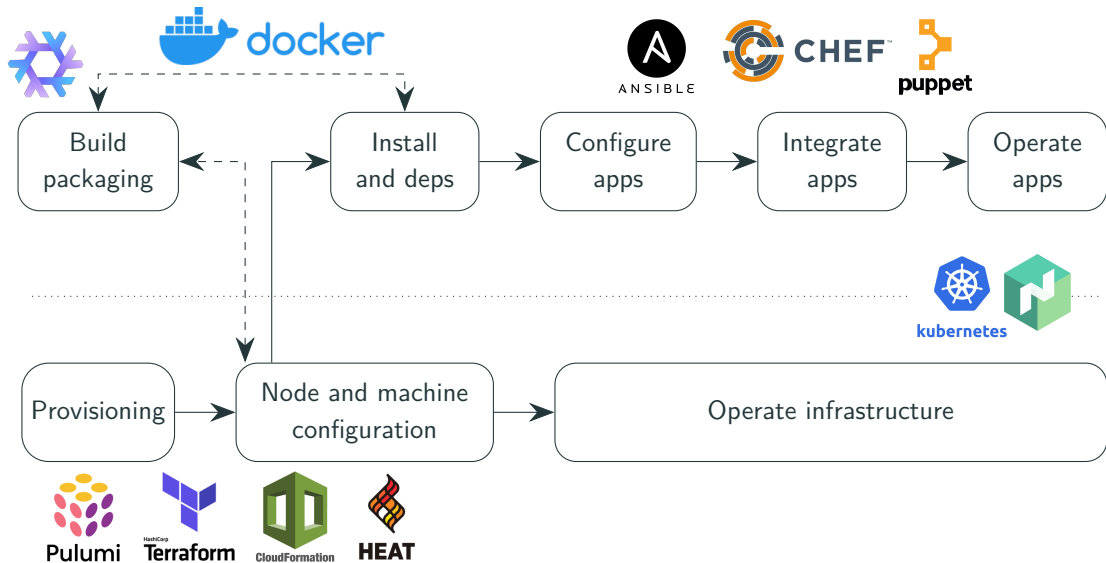 docker
ANSIBLE
CHEF™
puppet
Build
packaging
Install
and deps
Configure
apps
Integrate
apps
Operate
apps
kubernetes
Provisioning
Node and machine
configuration
Operate infrastructure
Pulumi
HashiCorp
Terraform
CloudFormation
HEAT